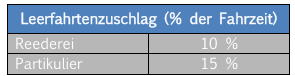 Leerfahrtenzuschlag (% der Fahrzeit)
Reederei 10 %
Partikulier 15 %